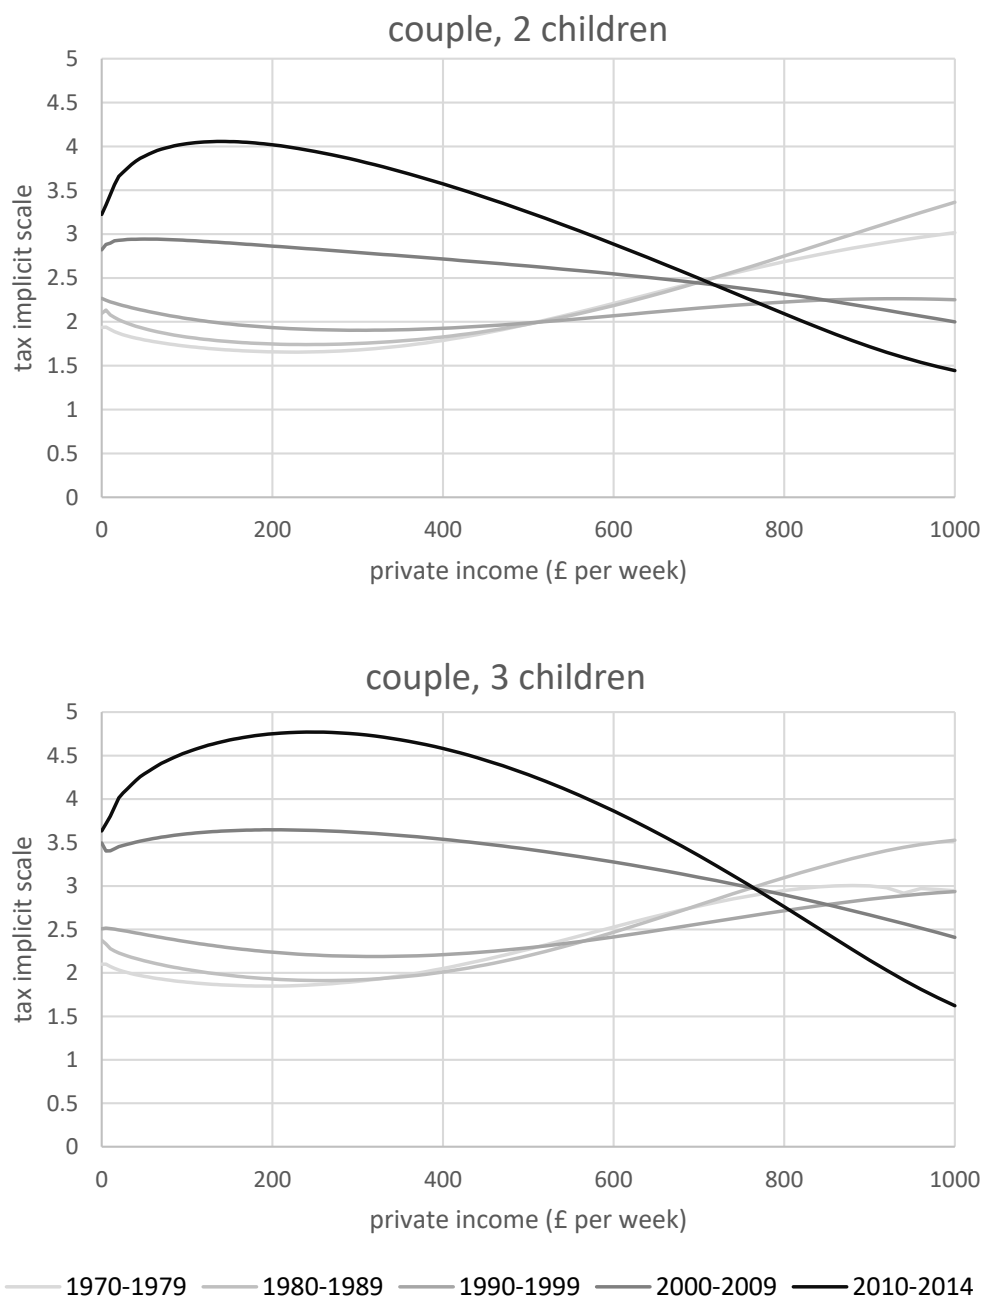 couple, 2 children
5
4.5
4
3.5
3
2.5
2
1.5
1
0.5
0
tax implicit scale
0 200 400 600 800 1000
private income (£ per week)
couple, 3 children
5
4.5
4
3.5
3
2.5
2
1.5
1
0.5
0
tax implicit scale
0 200 400 600 800 1000
private income (£ per week)
1970-1979 1980-1989 1990-1999 2000-2009 2010-2014